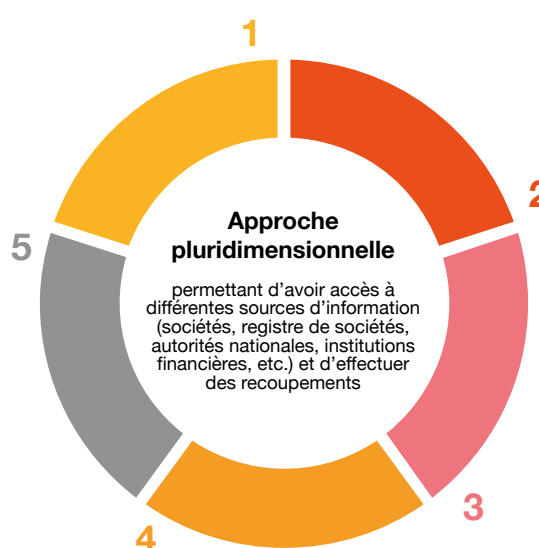 1
2
5
Approche
pluridimensionnelle
permettant d’avoir accès à
différentes sources d’information
(sociétés, registre de sociétés,
autorités nationales, institutions
financières, etc.) et d’effectuer
des recoupements
3
4